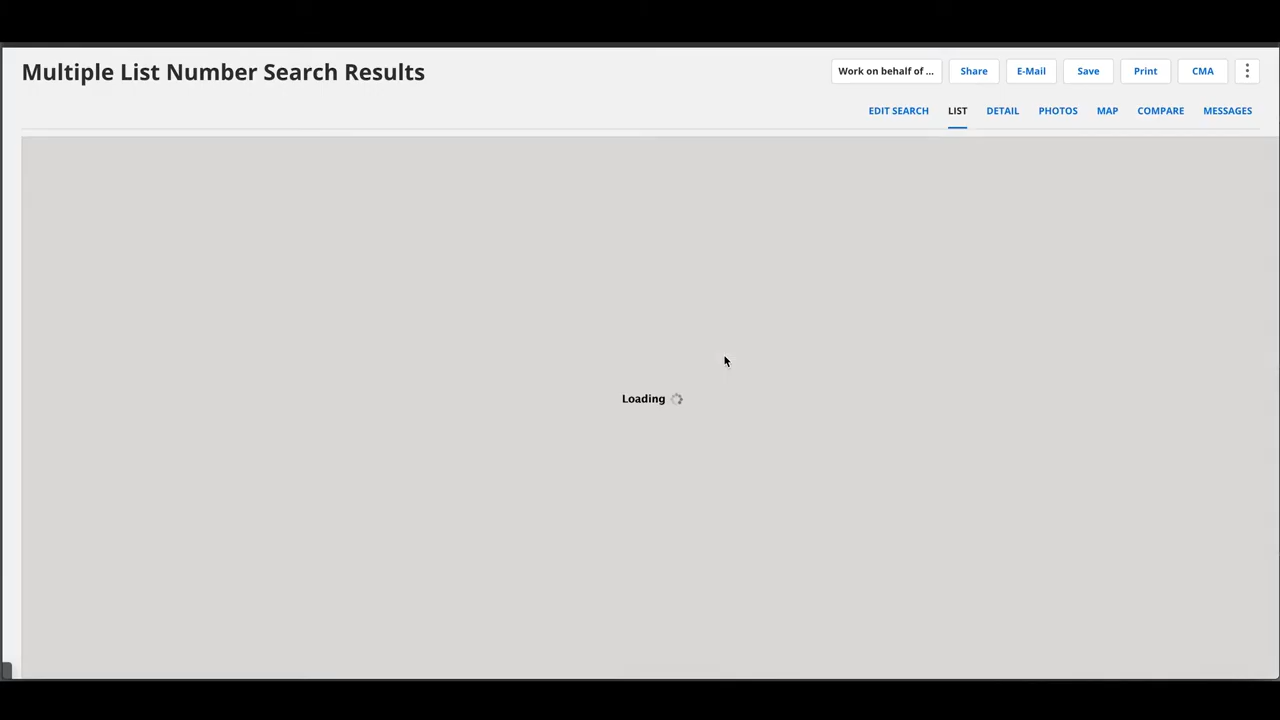 Multiple List Number Search Results
Work on behalf of ... Share E-Mail Save Print CMA
EDIT SEARCH LIST DETAIL PHOTOS MAP COMPARE MESSAGES
Loading